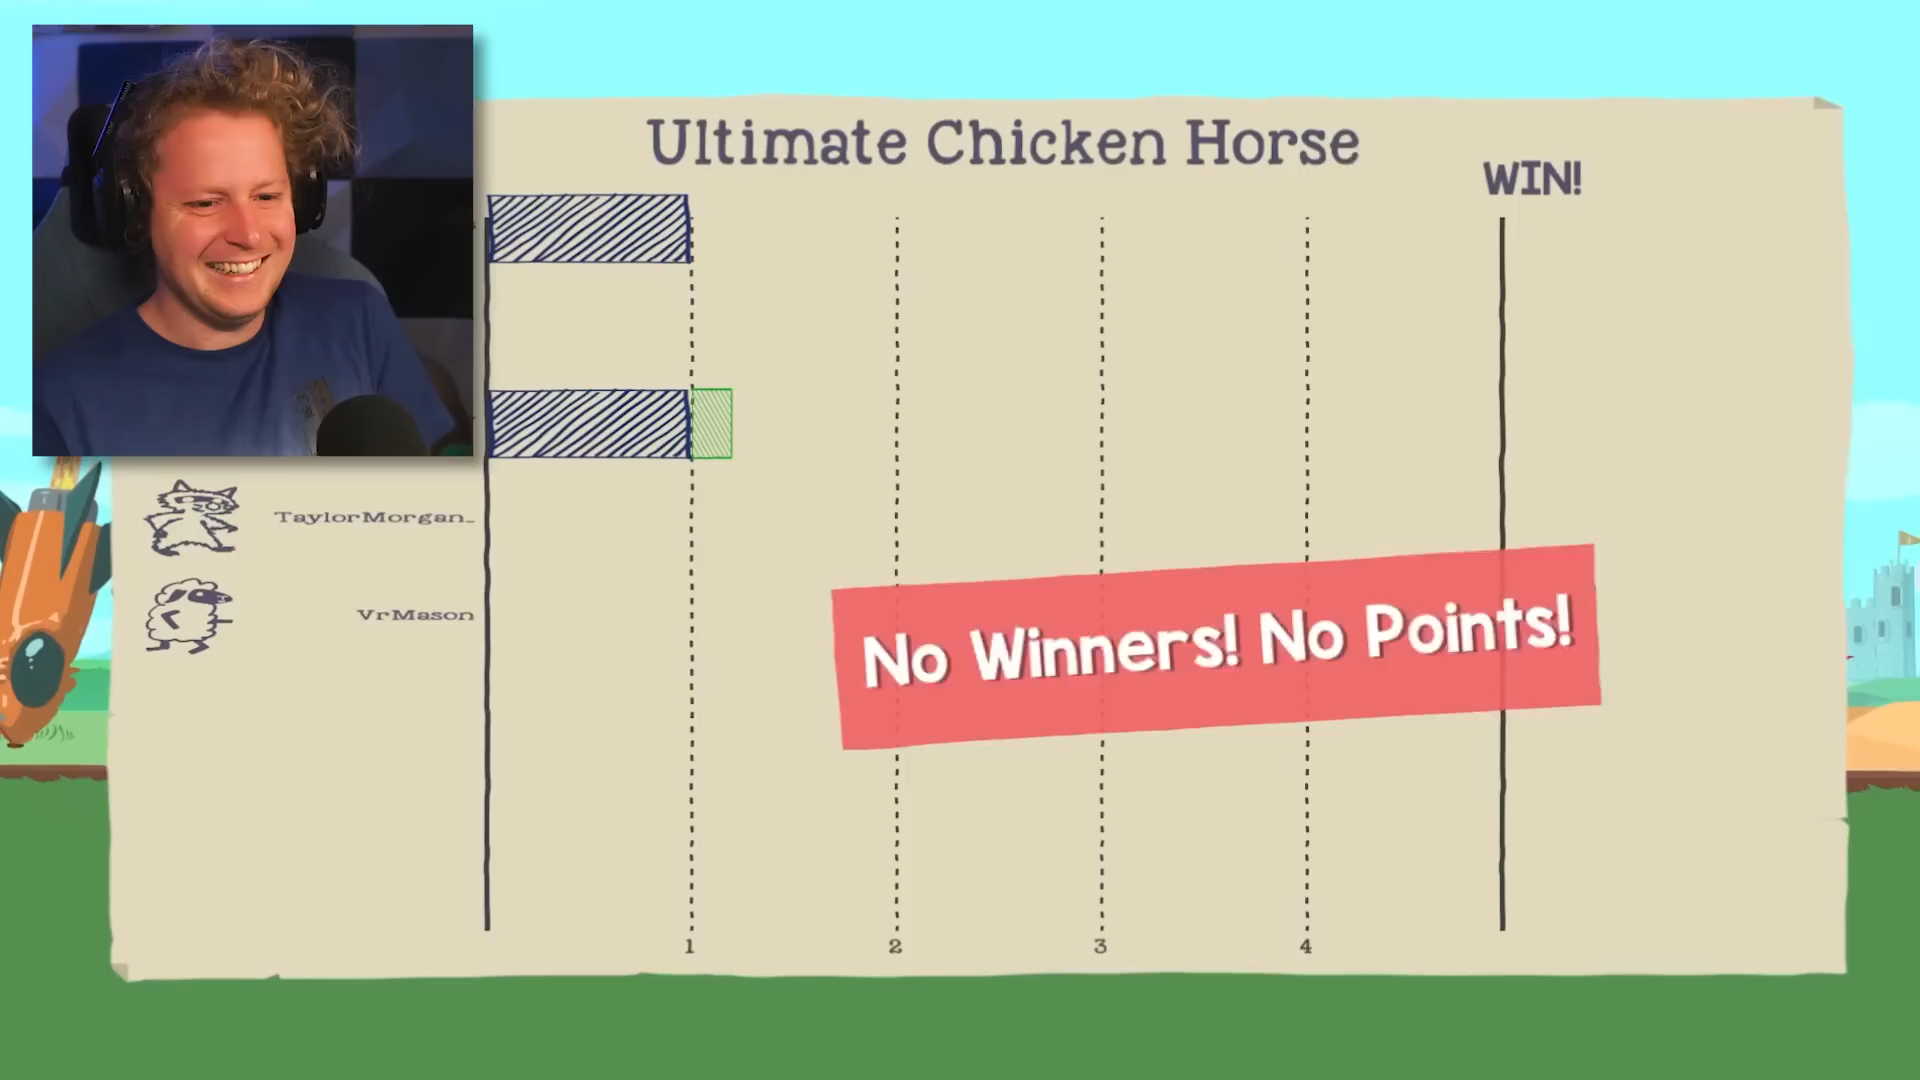 Ultimate Chicken Horse
WIN!
TaylorMorgan_
VrMason
No Winners! No Points!
1 2 3 4